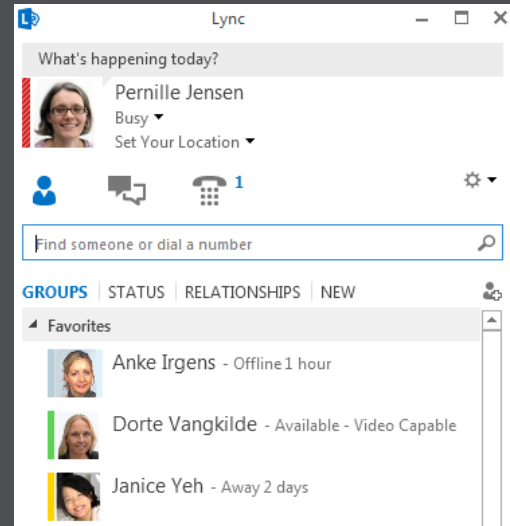 Lync
What's happening today?
Pernille Jensen
Busy
Set Your Location
1
Find someone or dial a number
GROUPS STATUS RELATIONSHIPS NEW
Favorites
Anke Irgens - Offline 1 hour
Dorte Vangkilde - Available - Video Capable
Janice Yeh - Away 2 days